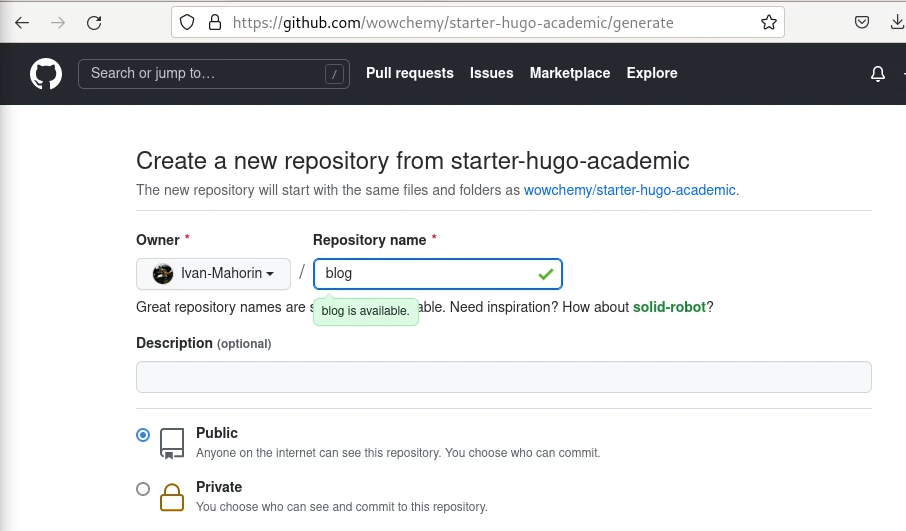 https://github.com/wowchemy/starter-hugo-academic/generate
Search or jump to… / Pull requests Issues Marketplace Explore
Create a new repository from starter-hugo-academic
The new repository will start with the same files and folders as wowchemy/starter-hugo-academic.
Owner * Repository name *
Ivan-Mahorin / blog
Great repository names are able. Need inspiration? How about solid-robot?
blog is available.
Description (optional)
Public
Anyone on the internet can see this repository. You choose who can commit.
Private
You choose who can see and commit to this repository.